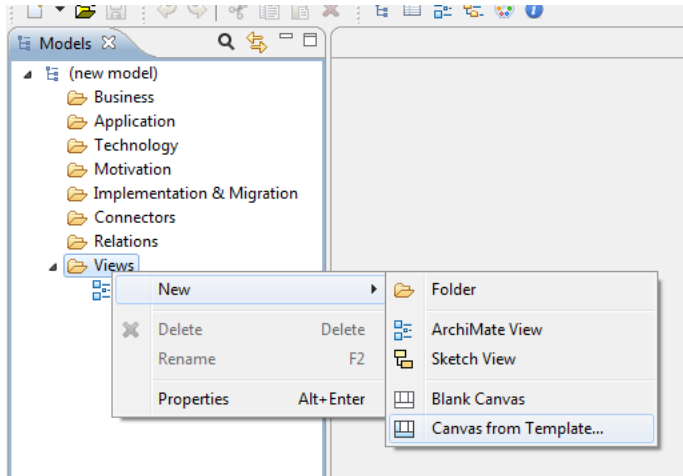 Models
(new model)
Business
Application
Technology
Motivation
Implementation & Migration
Connectors
Relations
Views
New
Delete Delete
Rename F2
Properties Alt+Enter
Folder
ArchiMate View
Sketch View
Blank Canvas
Canvas from Template...